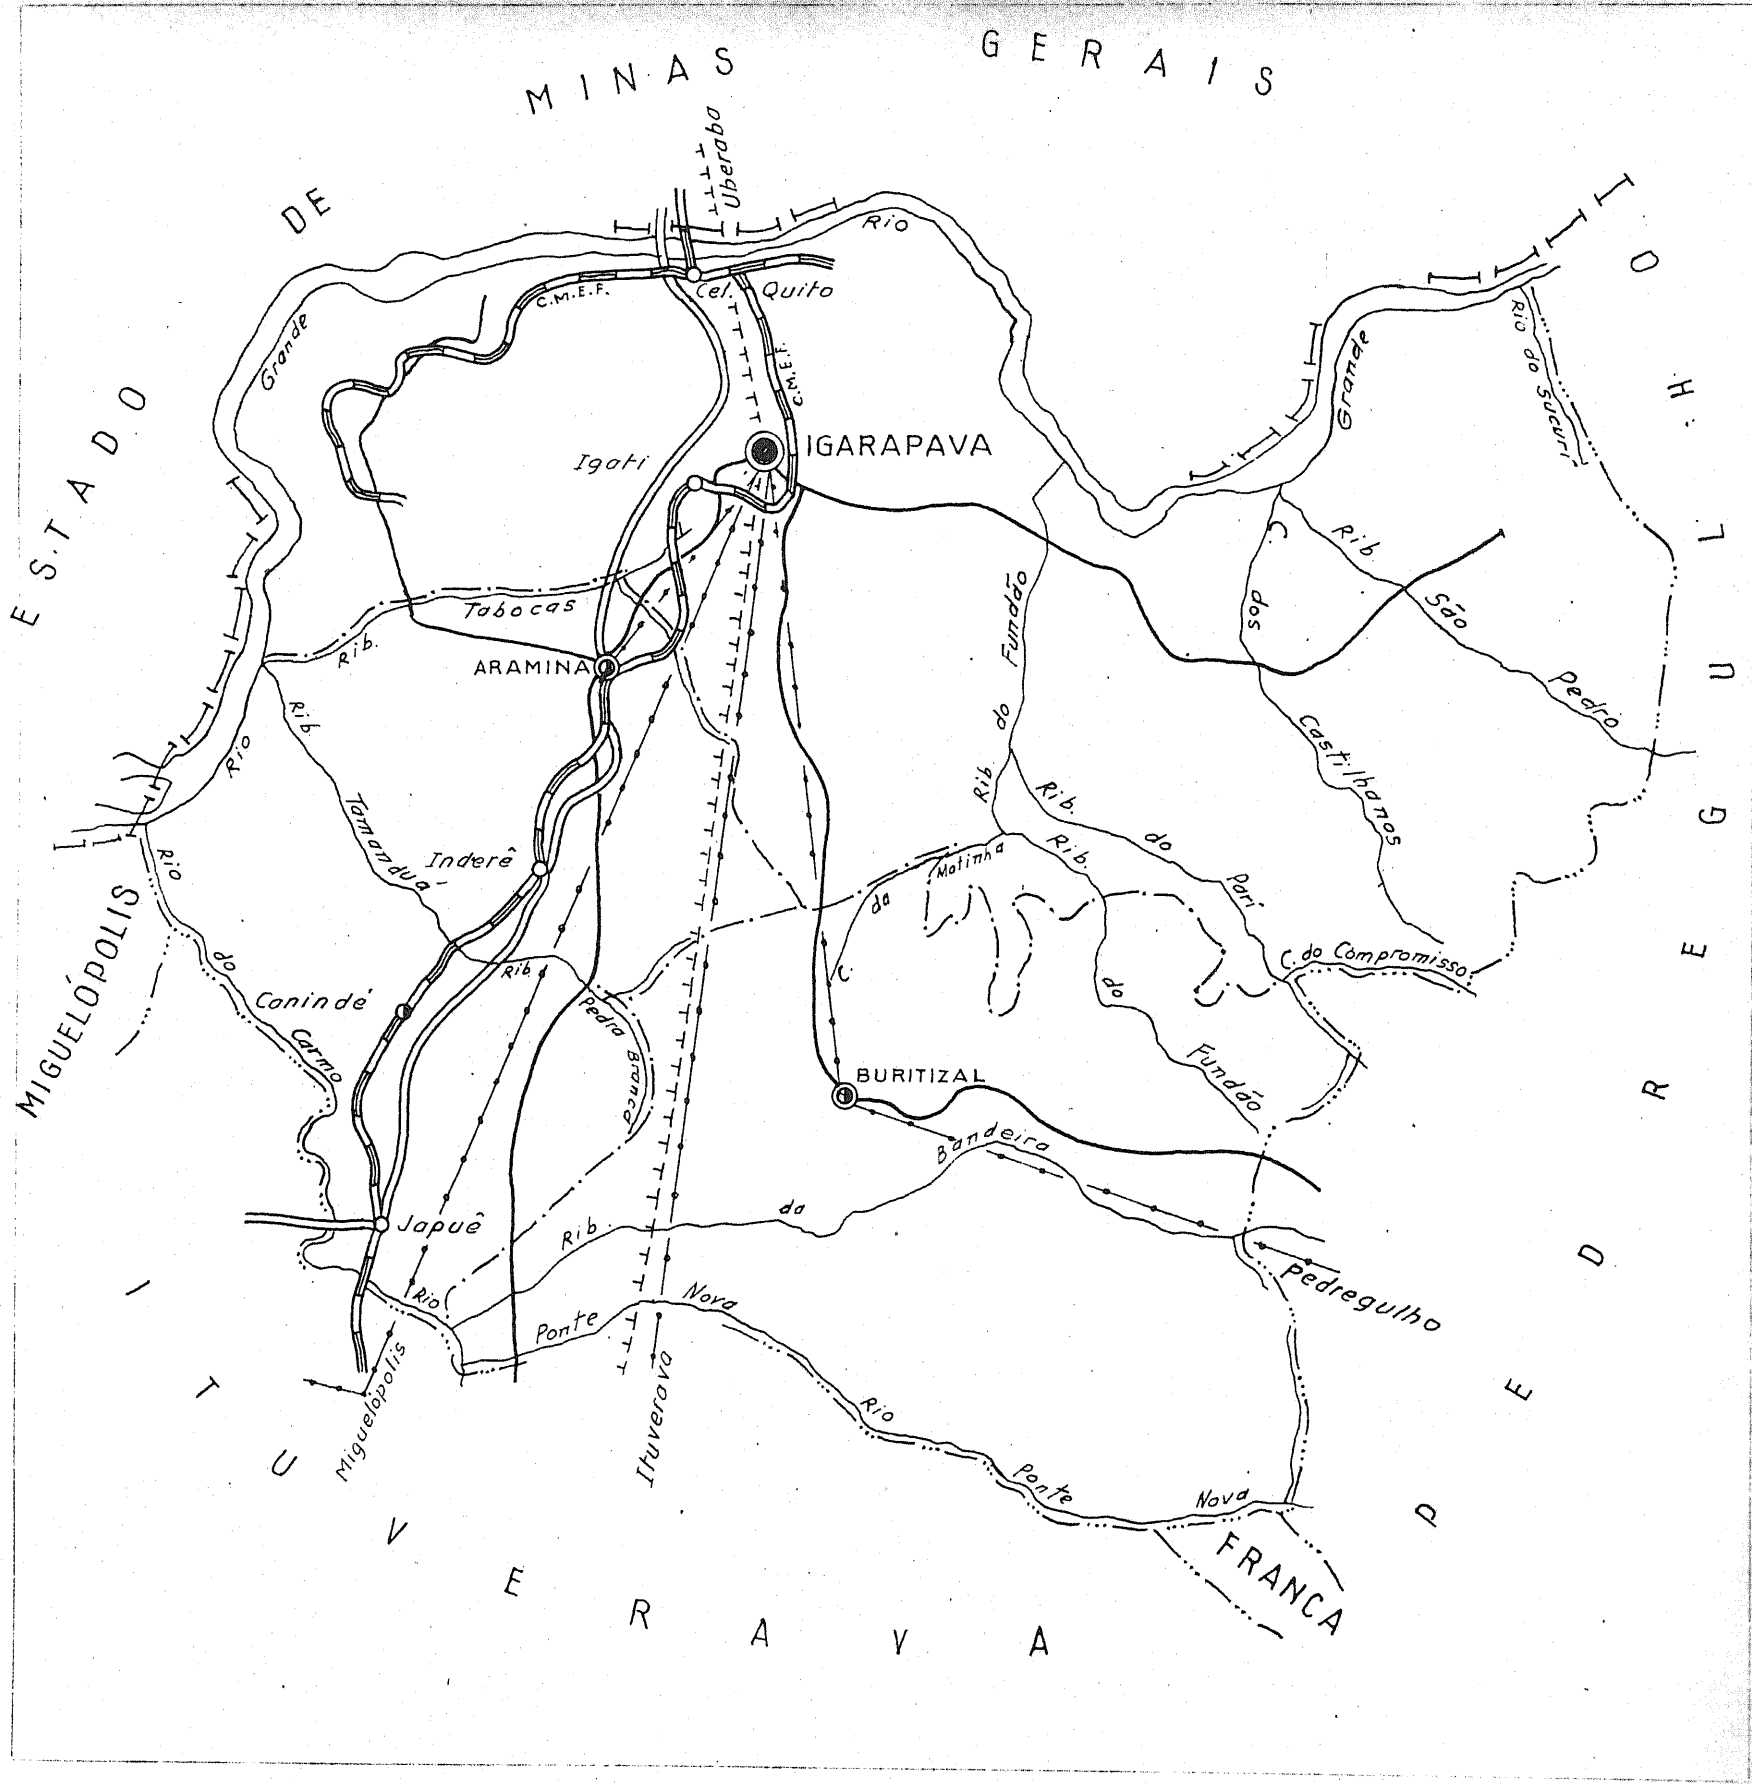 ESTADO DE MINAS GERAIS
Uberaba
Rio
Grande
C.M.E.F.
Cel. Quito
C.M.E.F.
Grande
Rio do Sucuri
IGARAPAVA
Igati
C. dos Castilhanos
Rib. São Pedro
Rib. Tabocas
ARAMINA
Rib. do Fundão
Rio
Rib. Tamanduá
Rib. do Pari
Rib. do Fundão
C. da Matinha
Inderê
MIGUELÓPOLIS
Rio do Carmo
Canindé
Rib. Pedra Branca
C. do Compromisso
BURITIZAL
Rib. da Bandeira
Japuê
Pedregulho
Rio Ponte Nova
Miguelópolis
Ituverava
Rio Ponte Nova
FRANCA
ITUVERAVA
PEDREGULHO